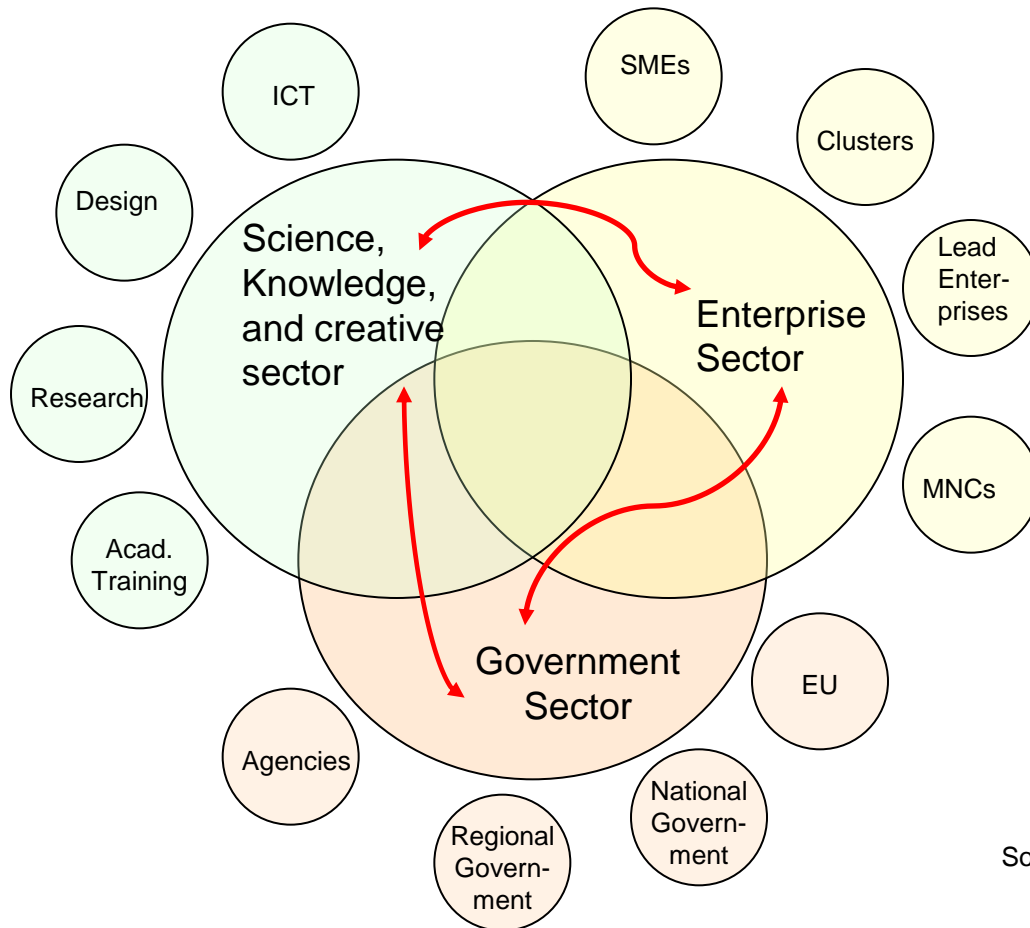 ICT
SMEs
Clusters
Design
Science,
Knowledge,
and creative
sector
Enterprise
Sector
Lead
Enter-
prises
Research
MNCs
Acad.
Training
Government
Sector
EU
Agencies
National
Govern-
ment
Regional
Govern-
ment
So